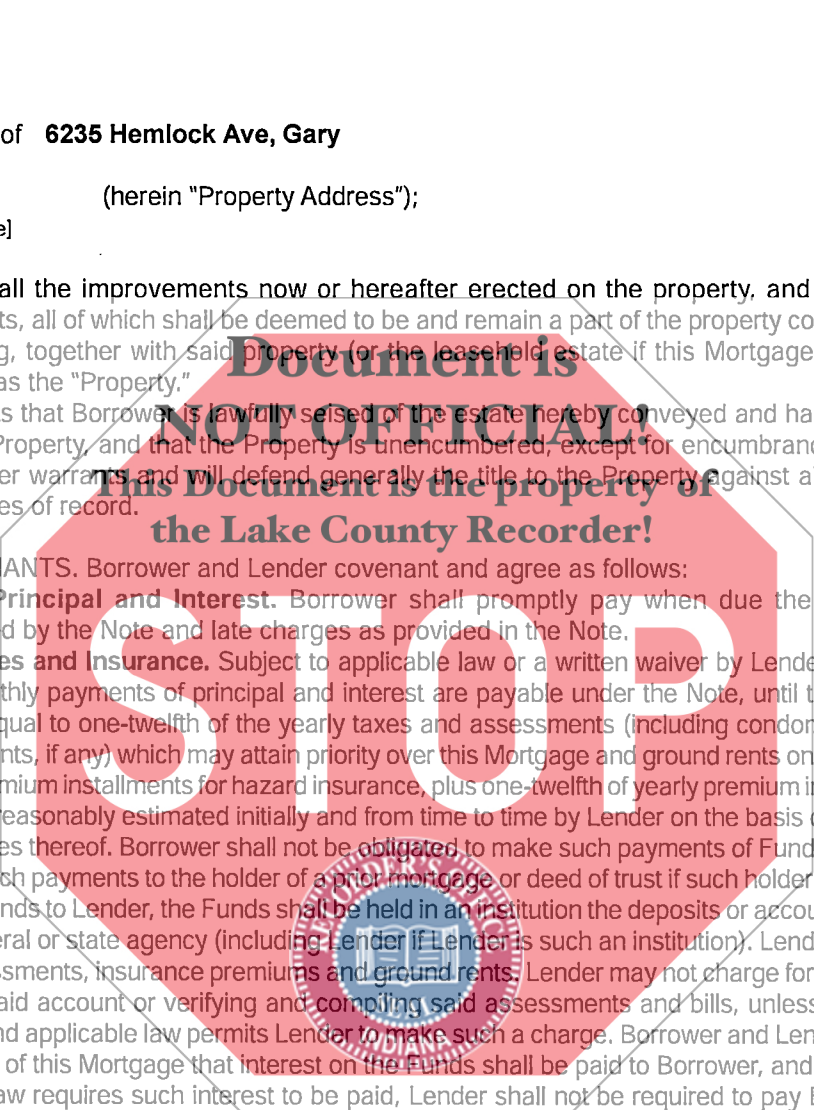 of 6235 Hemlock Ave, Gary
(herein "Property Address");
e]
all the improvements now or hereafter erected on the property, and
ts, all of which shall be deemed to be and remain a part of the property co
g, together with said property (or the leasehold estate if this Mortgage
as the "Property."
s that Borrower is lawfully seised of the estate hereby conveyed and ha
Property, and that the Property is unencumbered, except for encumbranc
er warrants and will defend generally the title to the Property against a
es of record.
Document is
NOT OFFICIAL!
This Document is the property of
the Lake County Recorder!
ANTS. Borrower and Lender covenant and agree as follows:
Principal and Interest. Borrower shall promptly pay when due the
d by the Note and late charges as provided in the Note.
es and Insurance. Subject to applicable law or a written waiver by Lende
thly payments of principal and interest are payable under the Note, until t
qual to one-twelfth of the yearly taxes and assessments (including condon
nts, if any) which may attain priority over this Mortgage and ground rents on
mium installments for hazard insurance, plus one-twelfth of yearly premium in
reasonably estimated initially and from time to time by Lender on the basis
es thereof. Borrower shall not be obligated to make such payments of Fund
ch payments to the holder of a prior mortgage or deed of trust if such holder
nds to Lender, the Funds shall be held in an institution the deposits or accou
eral or state agency (including Lender if Lender is such an institution). Lend
ssments, insurance premiums and ground rents. Lender may not charge for
aid account or verifying and compiling said assessments and bills, unless
nd applicable law permits Lender to make such a charge. Borrower and Len
of this Mortgage that interest on the Funds shall be paid to Borrower, and
aw requires such interest to be paid, Lender shall not be required to pay
STOP
INDIANA